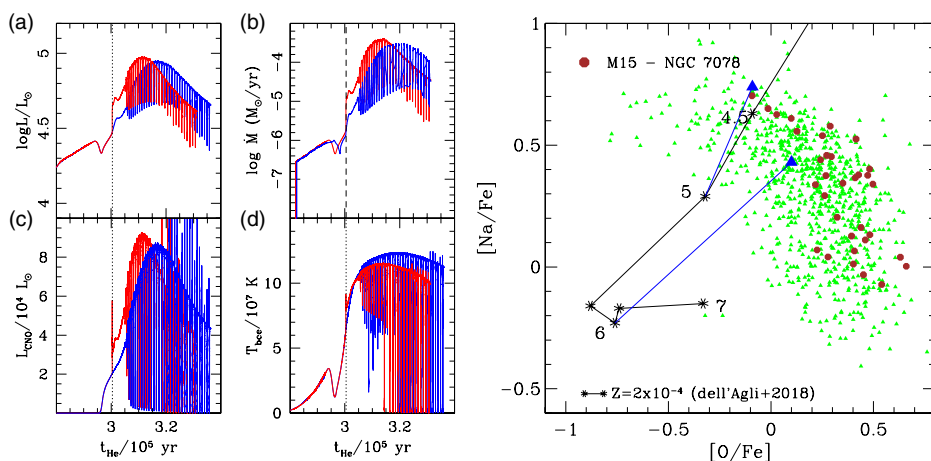 (a)
(b)
5
4.5
4
logL/L☉
-4
-5
-6
-7
log Ṁ (M☉/yr)
(c)
(d)
8
6
4
2
L_CNO/10⁴ L☉
10
5
0
T_bce/10⁷ K
3
3.2
t_He/10⁵ yr
3
3.2
t_He/10⁵ yr
1
0.5
0
-0.5
[Na/Fe]
M15 - NGC 7078
4.5
5
6
7
Z=2x10⁻⁴ (dell'Agli+2018)
-1
-0.5
0
0.5
[O/Fe]